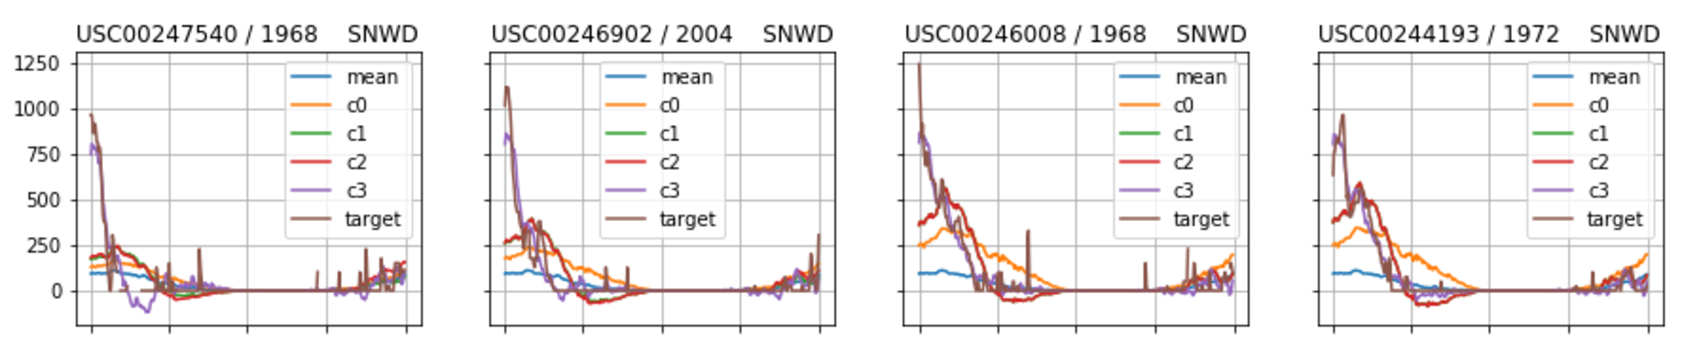 USC00247540 / 1968 SNWD
1250
1000
750
500
250
0
mean
c0
c1
c2
c3
target
USC00246902 / 2004 SNWD
mean
c0
c1
c2
c3
target
USC00246008 / 1968 SNWD
mean
c0
c1
c2
c3
target
USC00244193 / 1972 SNWD
mean
c0
c1
c2
c3
target